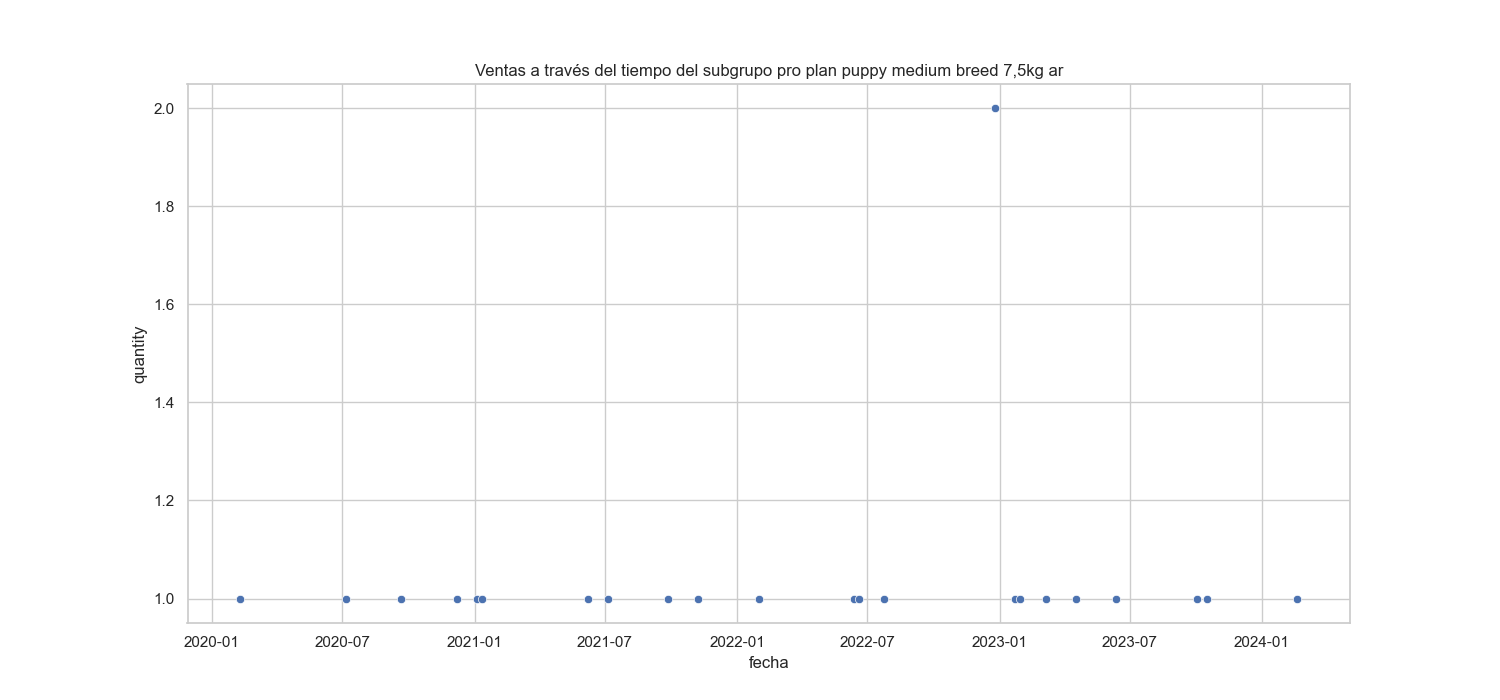 Ventas a través del tiempo del subgrupo pro plan puppy medium breed 7,5kg ar
2.0
1.8
1.6
1.4
1.2
1.0
quantity
2020-01 2020-07 2021-01 2021-07 2022-01 2022-07 2023-01 2023-07 2024-01
fecha